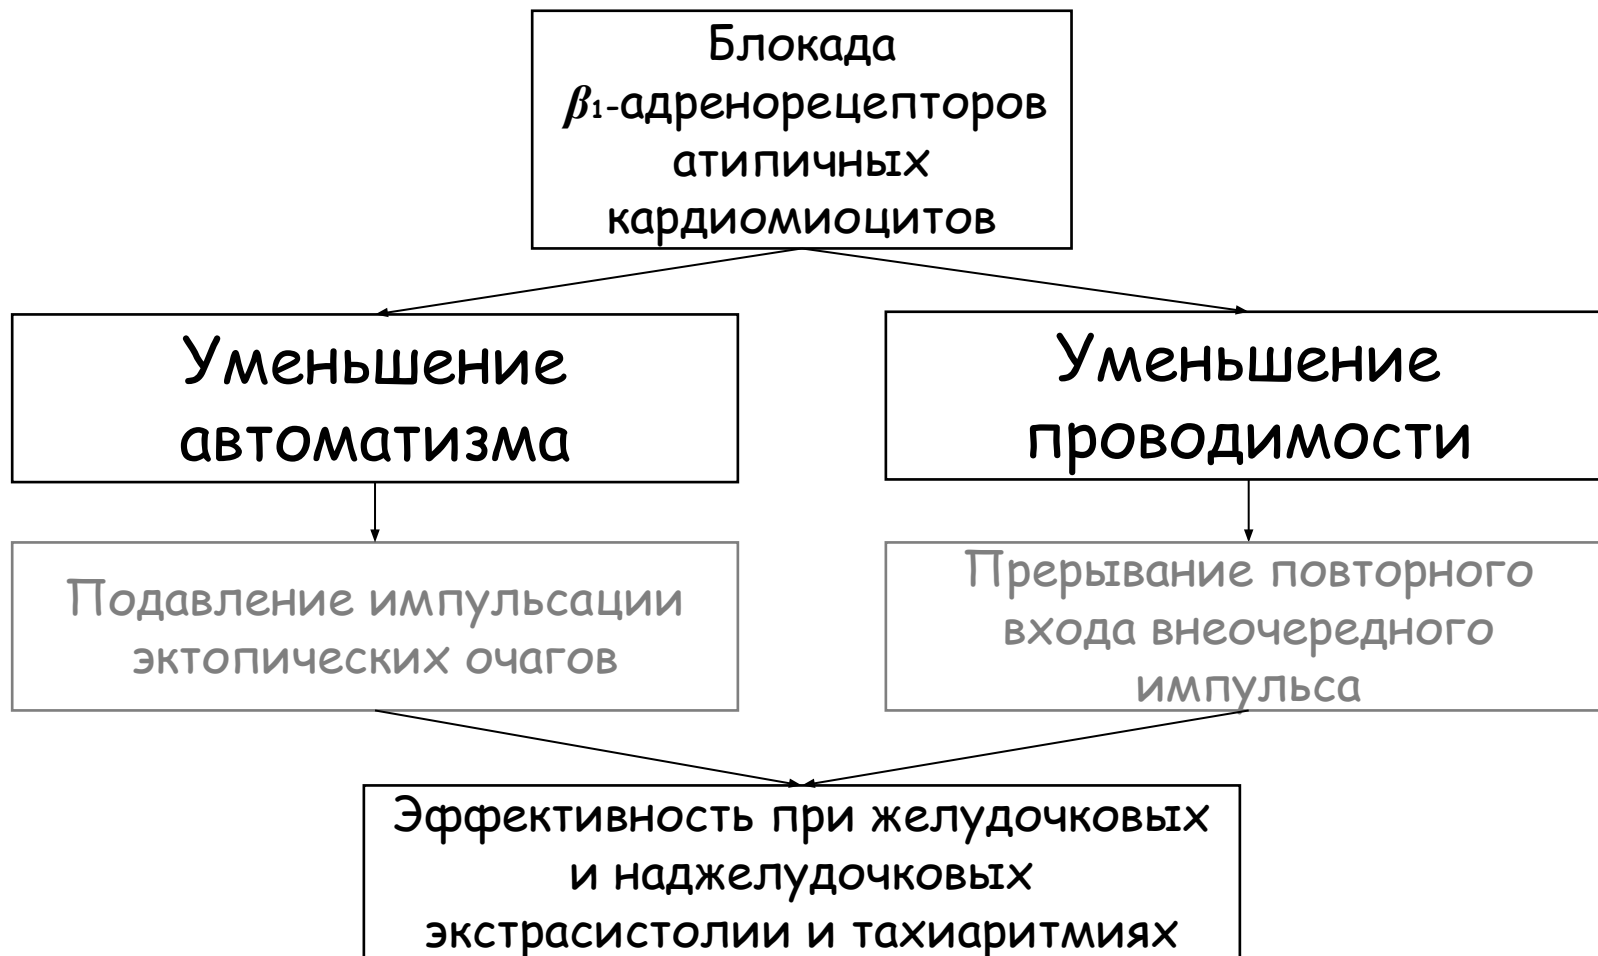 Блокада
β₁-адренорецепторов
атипичных
кардиомиоцитов
Уменьшение
автоматизма
Уменьшение
проводимости
Подавление импульсации
эктопических очагов
Прерывание повторного
входа внеочередного
импульса
Эффективность при желудочковых
и наджелудочковых
экстрасистолии и тахиаритмиях